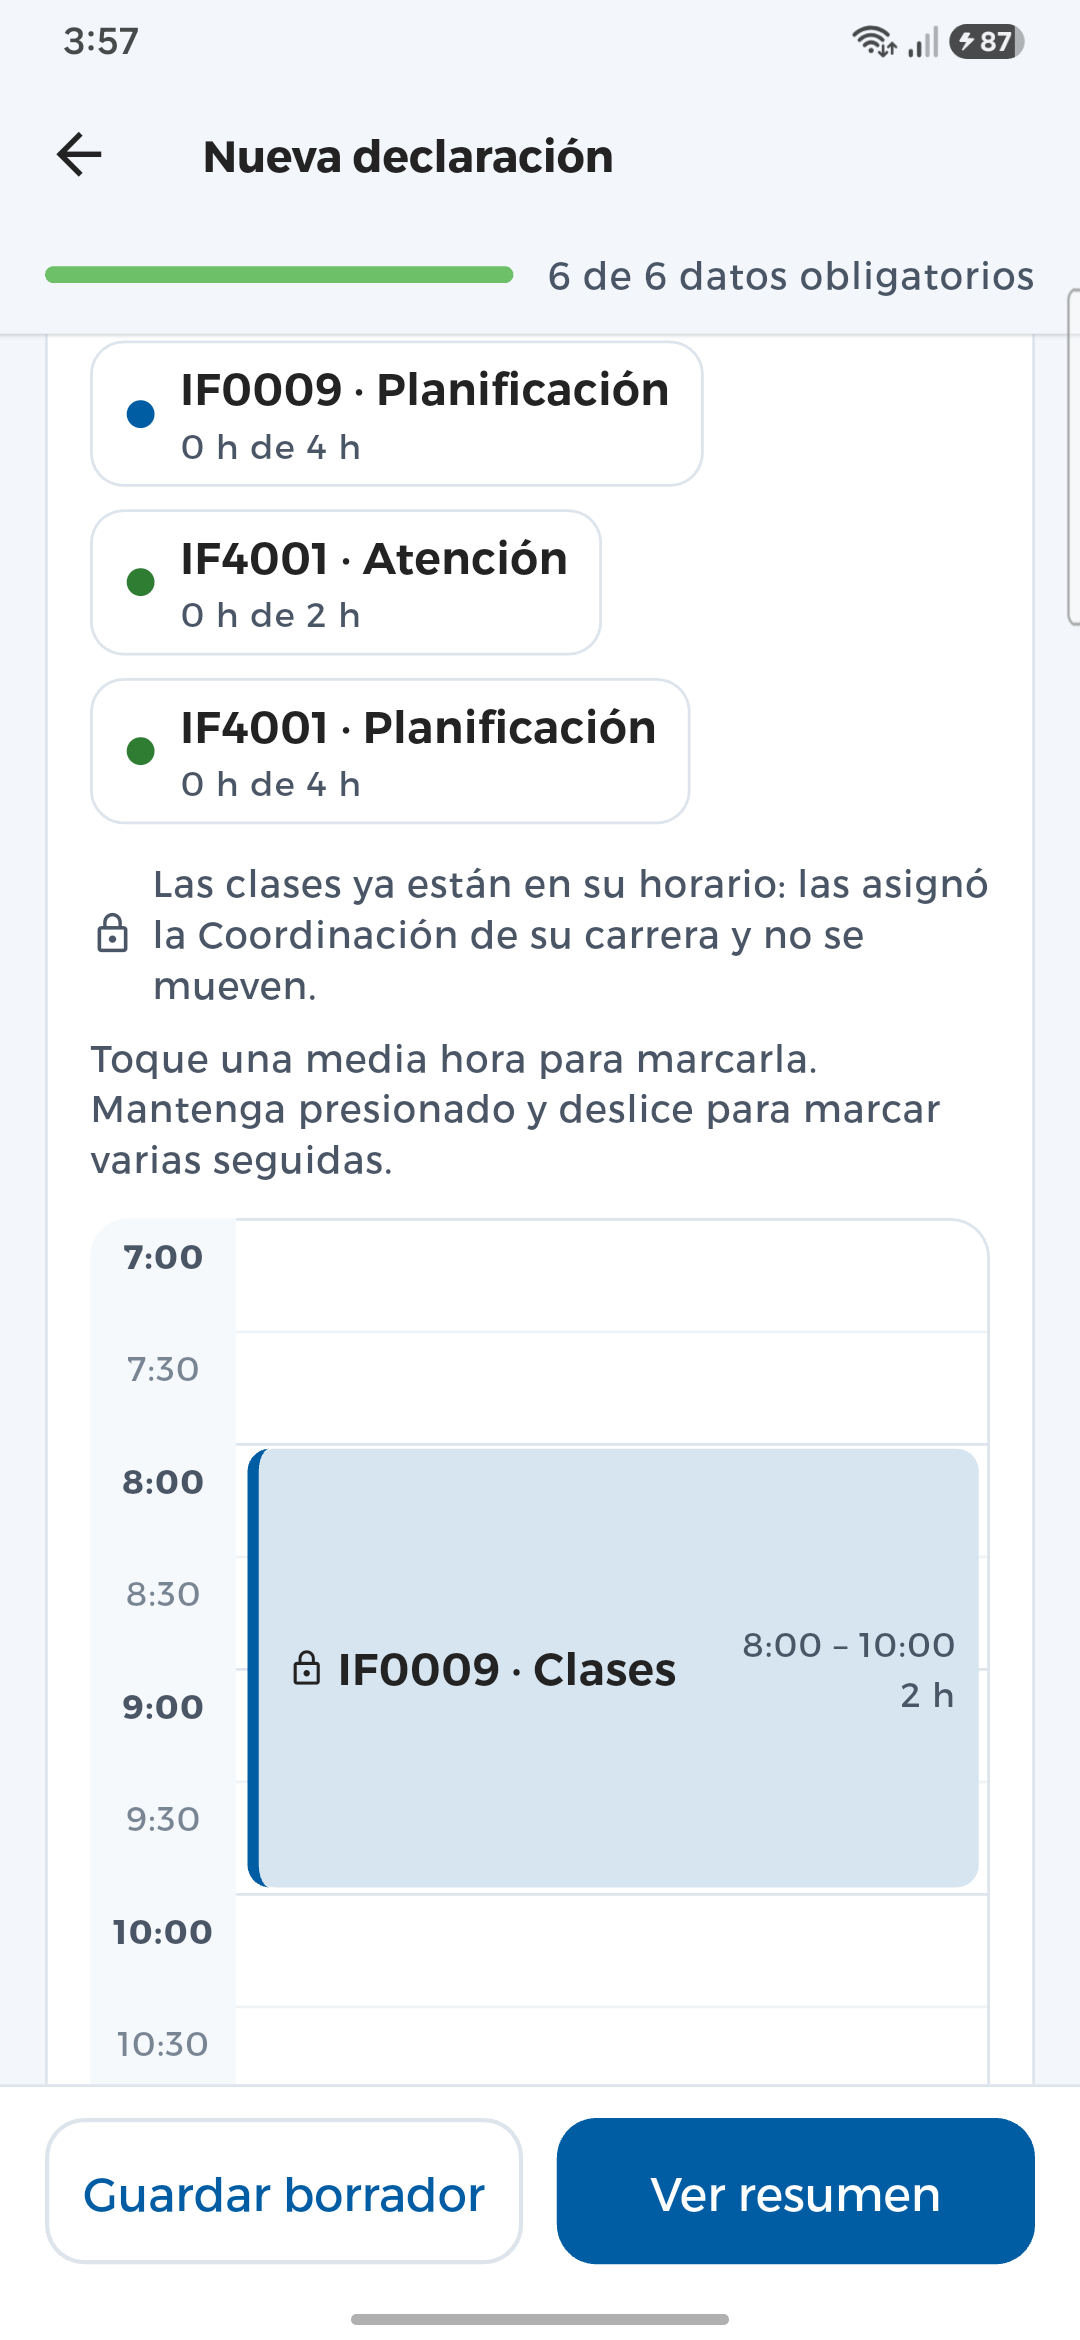 3:57
87
Nueva declaración
6 de 6 datos obligatorios
IF0009 · Planificación
0 h de 4 h
IF4001 · Atención
0 h de 2 h
IF4001 · Planificación
0 h de 4 h
Las clases ya están en su horario: las asignó
la Coordinación de su carrera y no se
mueven.
Toque una media hora para marcarla.
Mantenga presionado y deslice para marcar
varias seguidas.
7:00
7:30
8:00
8:30
IF0009 · Clases
8:00 – 10:00
2 h
9:00
9:30
10:00
10:30
Guardar borrador
Ver resumen